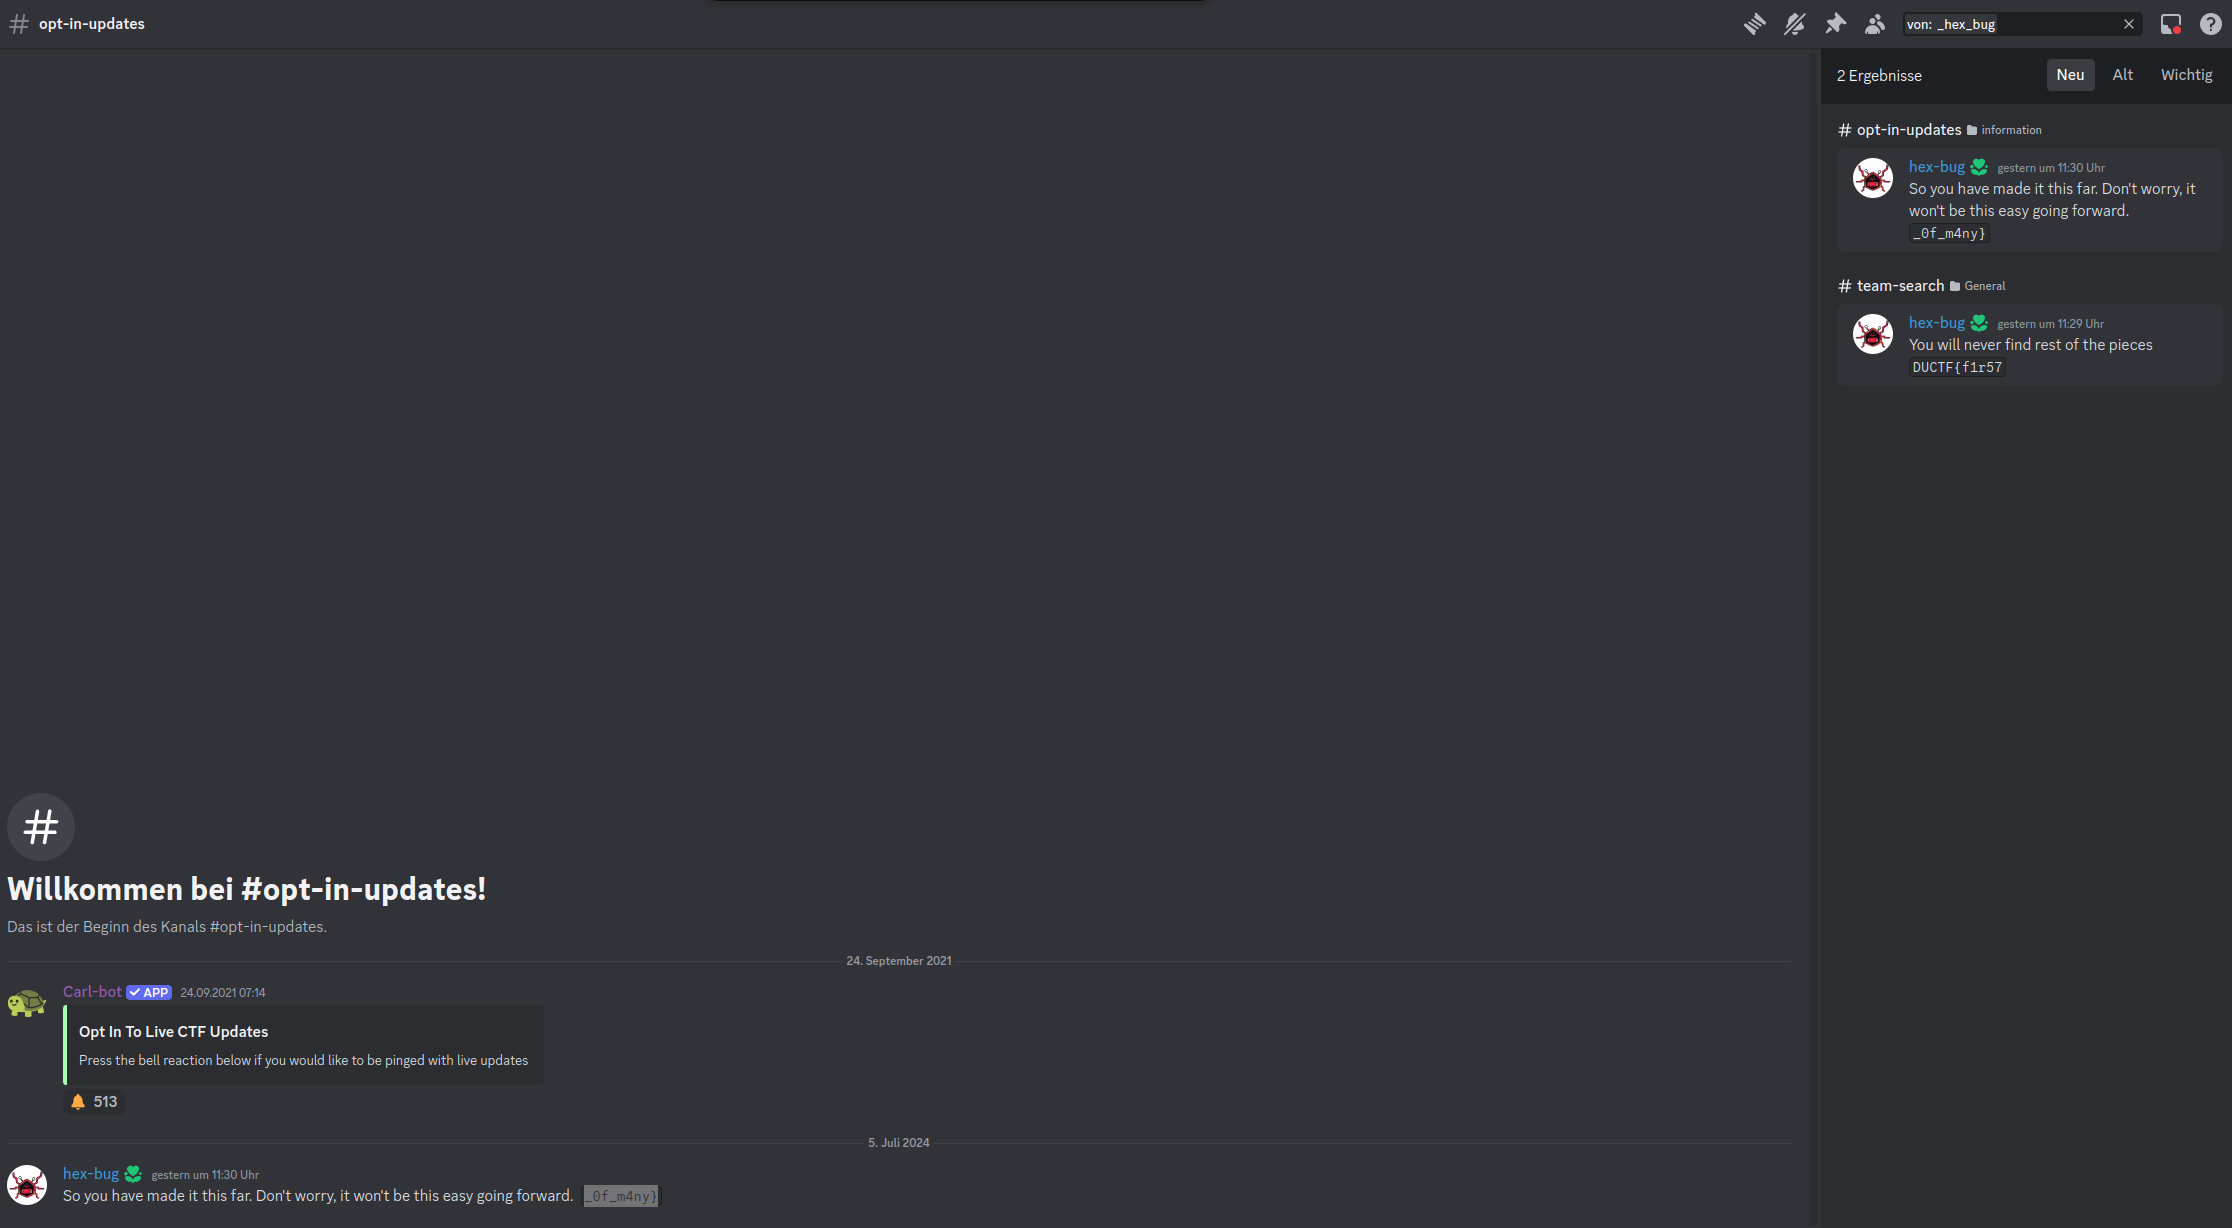 opt-in-updates
von: _hex_bug
2 Ergebnisse
Neu
Alt
Wichtig
opt-in-updates information
hex-bug gestern um 11:30 Uhr
So you have made it this far. Don't worry, it
won't be this easy going forward.
_0f_m4ny}
team-search General
hex-bug gestern um 11:29 Uhr
You will never find rest of the pieces
DUCTF{f1r57
Willkommen bei #opt-in-updates!
Das ist der Beginn des Kanals #opt-in-updates.
24. September 2021
Carl-bot APP 24.09.2021 07:14
Opt In To Live CTF Updates
Press the bell reaction below if you would like to be pinged with live updates
513
5. Juli 2024
hex-bug gestern um 11:30 Uhr
So you have made it this far. Don't worry, it won't be this easy going forward. _0f_m4ny}